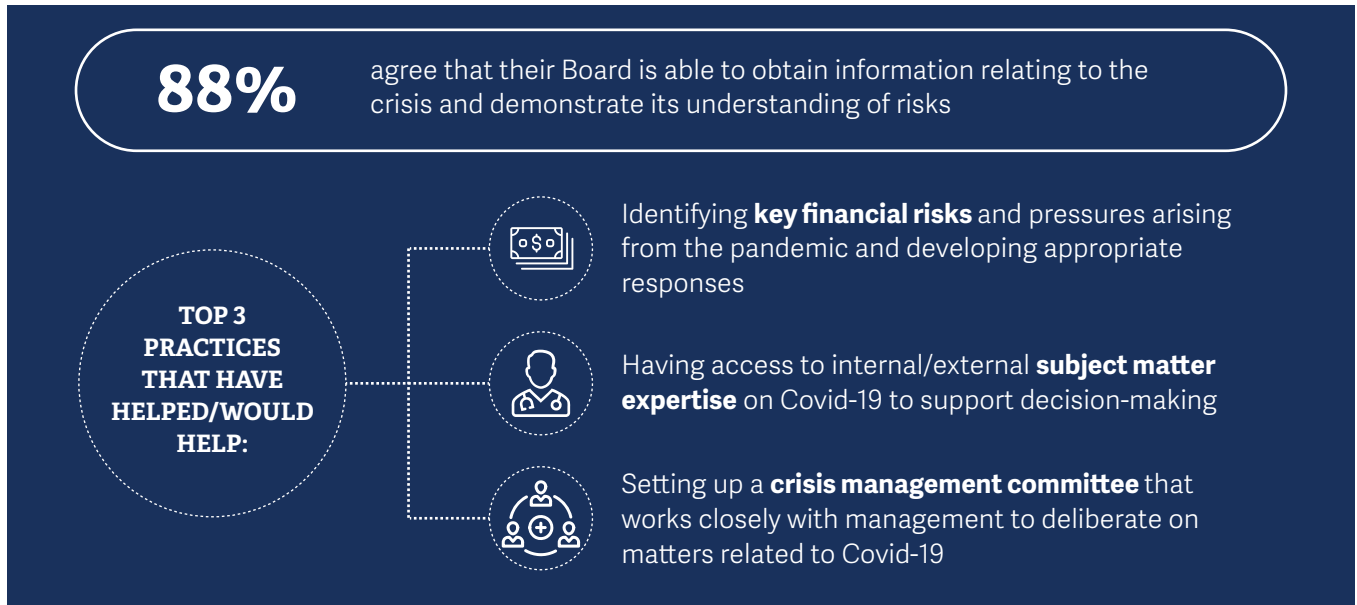 88%
agree that their Board is able to obtain information relating to the
crisis and demonstrate its understanding of risks
TOP 3
PRACTICES
THAT HAVE
HELPED/WOULD
HELP:
$
Identifying key financial risks and pressures arising
from the pandemic and developing appropriate
responses
Having access to internal/external subject matter
expertise on Covid-19 to support decision-making
Setting up a crisis management committee that
works closely with management to deliberate on
matters related to Covid-19